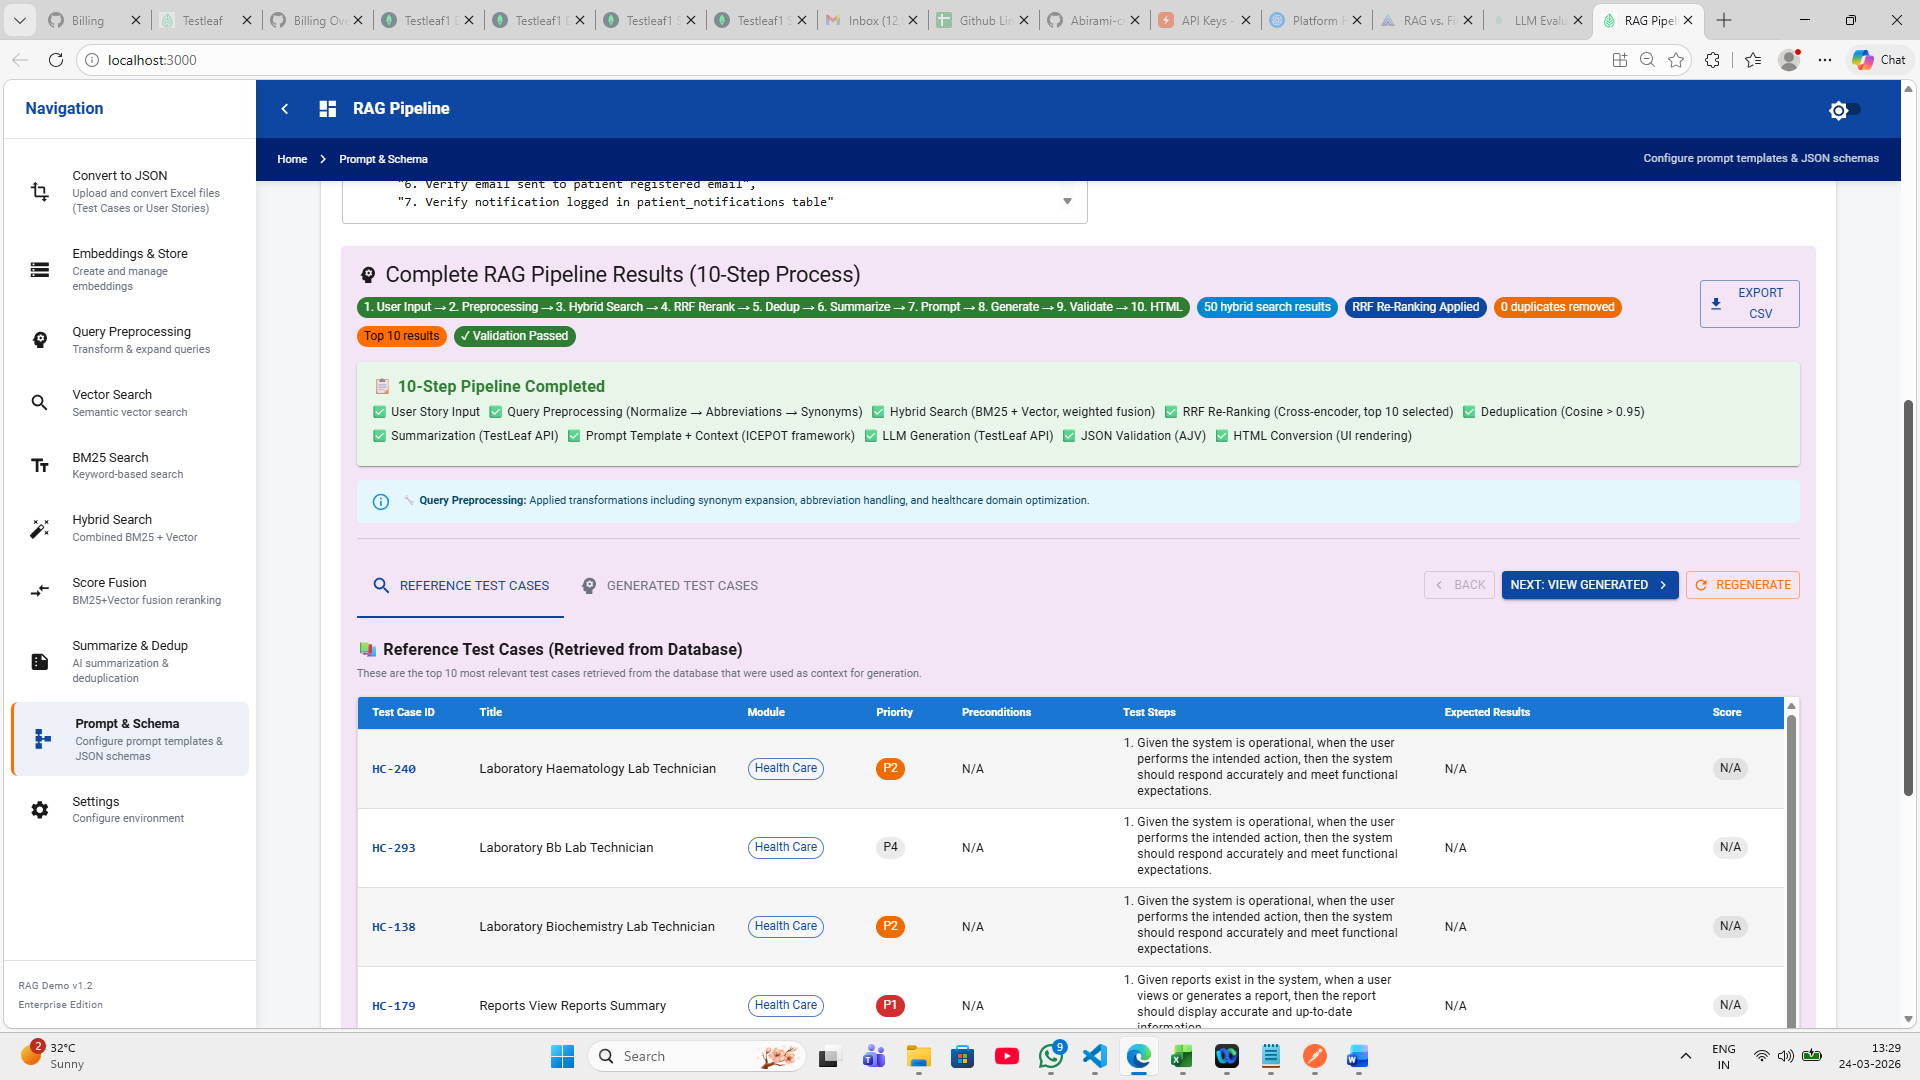 Billing
Testleaf
Billing Ove
Testleaf1 D
Testleaf1 D
Testleaf1 S
Testleaf1 S
Inbox (12,
Github Lin
Abirami-c
API Keys -
Platform H
RAG vs. Fi
LLM Evalu
RAG Pipel
localhost:3000
Chat
Navigation
RAG Pipeline
Home
Prompt & Schema
Configure prompt templates & JSON schemas
Convert to JSON
Upload and convert Excel files
(Test Cases or User Stories)
Embeddings & Store
Create and manage
embeddings
Query Preprocessing
Transform & expand queries
Vector Search
Semantic vector search
BM25 Search
Keyword-based search
Hybrid Search
Combined BM25 + Vector
Score Fusion
BM25+Vector fusion reranking
Summarize & Dedup
AI summarization &
deduplication
Prompt & Schema
Configure prompt templates &
JSON schemas
Settings
Configure environment
RAG Demo v1.2
Enterprise Edition
"6. Verify email sent to patient registered email",
"7. Verify notification logged in patient_notifications table"
Complete RAG Pipeline Results (10-Step Process)
1. User Input → 2. Preprocessing → 3. Hybrid Search → 4. RRF Rerank → 5. Dedup → 6. Summarize → 7. Prompt → 8. Generate → 9. Validate → 10. HTML
50 hybrid search results
RRF Re-Ranking Applied
0 duplicates removed
Top 10 results
✓ Validation Passed
EXPORT
CSV
10-Step Pipeline Completed
✅ User Story Input ✅ Query Preprocessing (Normalize → Abbreviations → Synonyms) ✅ Hybrid Search (BM25 + Vector, weighted fusion) ✅ RRF Re-Ranking (Cross-encoder, top 10 selected) ✅ Deduplication (Cosine > 0.95)
✅ Summarization (TestLeaf API) ✅ Prompt Template + Context (ICEPOT framework) ✅ LLM Generation (TestLeaf API) ✅ JSON Validation (AJV) ✅ HTML Conversion (UI rendering)
Query Preprocessing: Applied transformations including synonym expansion, abbreviation handling, and healthcare domain optimization.
REFERENCE TEST CASES
GENERATED TEST CASES
BACK
NEXT: VIEW GENERATED
REGENERATE
Reference Test Cases (Retrieved from Database)
These are the top 10 most relevant test cases retrieved from the database that were used as context for generation.
Test Case ID Title Module Priority Preconditions Test Steps Expected Results Score
HC-240 Laboratory Haematology Lab Technician Health Care P2 N/A
1. Given the system is operational, when the user
performs the intended action, then the system
should respond accurately and meet functional
expectations.
N/A N/A
HC-293 Laboratory Bb Lab Technician Health Care P4 N/A
1. Given the system is operational, when the user
performs the intended action, then the system
should respond accurately and meet functional
expectations.
N/A N/A
HC-138 Laboratory Biochemistry Lab Technician Health Care P2 N/A
1. Given the system is operational, when the user
performs the intended action, then the system
should respond accurately and meet functional
expectations.
N/A N/A
HC-179 Reports View Reports Summary Health Care P1 N/A
1. Given reports exist in the system, when a user
views or generates a report, then the report
should display accurate and up-to-date
information.
N/A N/A
2
32°C
Sunny
Search
9
ENG
IN
13:29
24-03-2026